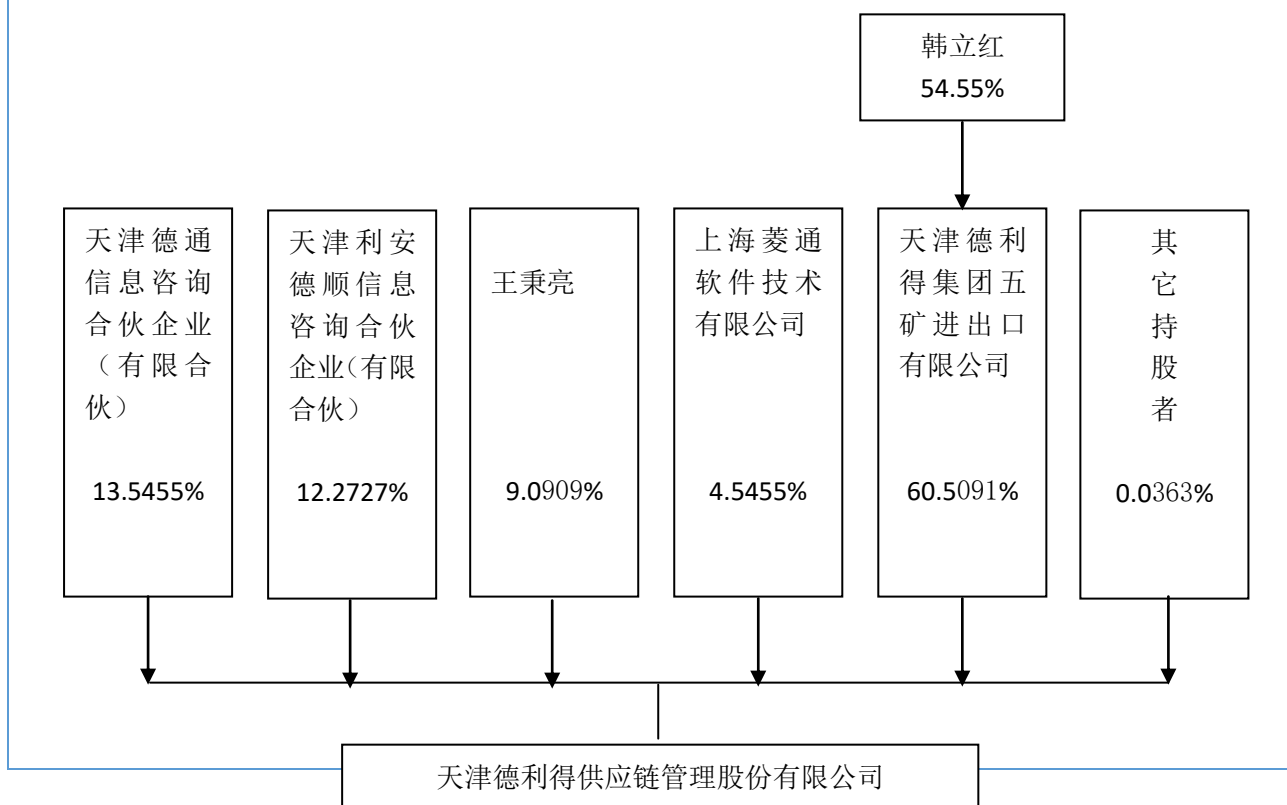 韩立红
54.55%
天津德通
信息咨询
合伙企业
（有限合
伙）
13.5455%
天津利安
德顺信息
咨询合伙
企业（有限
合伙）
12.2727%
王秉亮
9.0909%
上海菱通
软件技术
有限公司
4.5455%
天津德利
得集团五
矿进出口
有限公司
60.5091%
其
它
持
股
者
0.0363%
天津德利得供应链管理股份有限公司